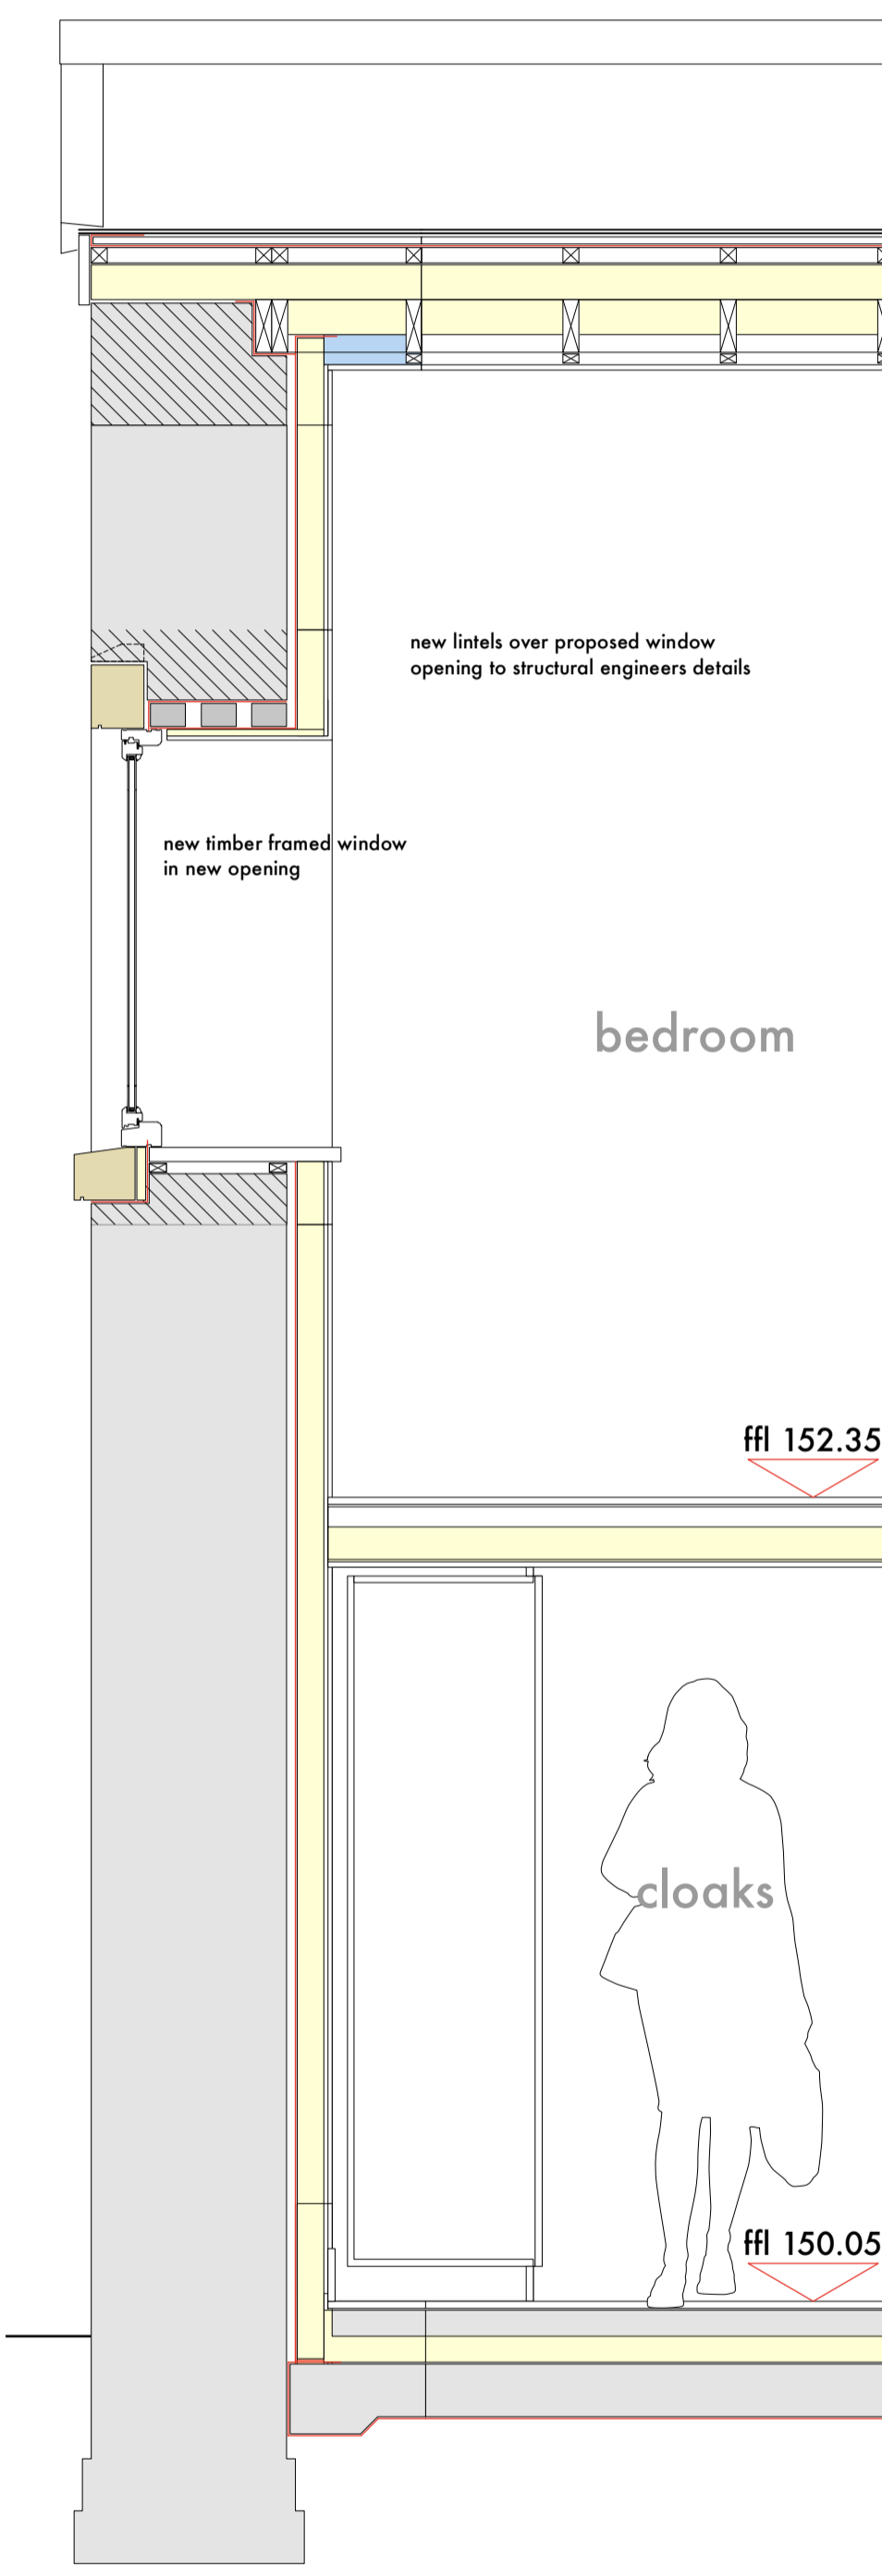 new lintels over proposed window
opening to structural engineers details
new timber framed window
in new opening
bedroom
ffl 152.35
cloaks
ffl 150.05